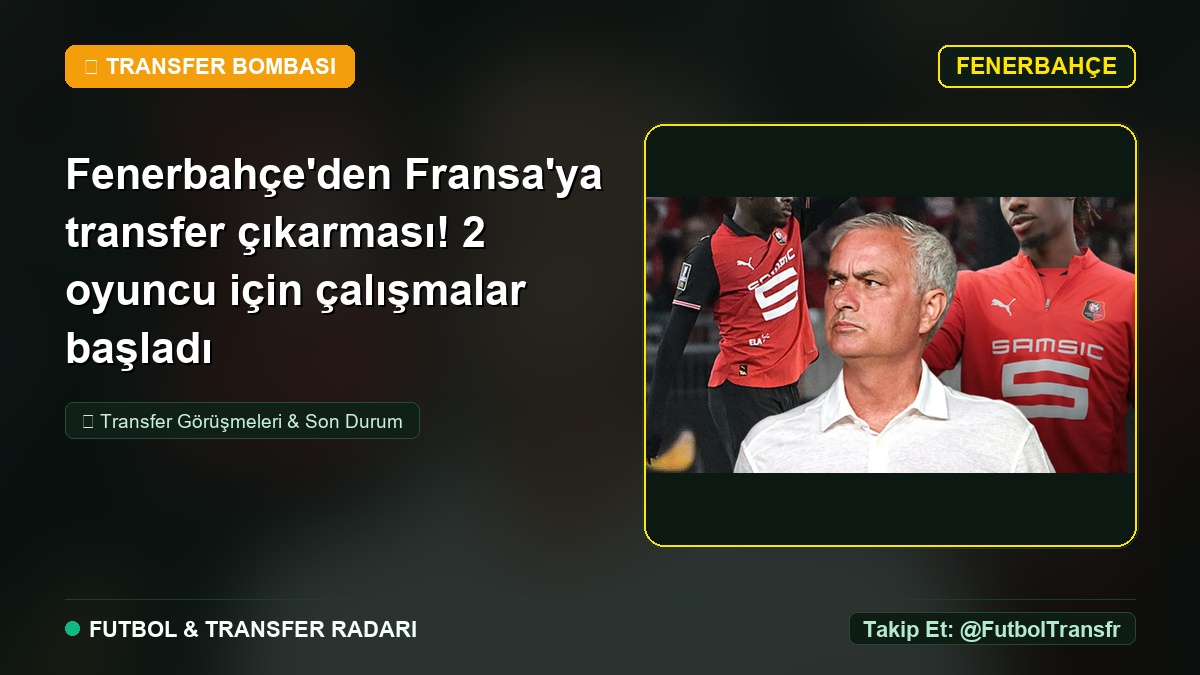 TRANSFER BOMBASI
FENERBAHÇE
Fenerbahçe'den Fransa'ya
transfer çıkarması! 2
oyuncu için çalışmalar
başladı
Transfer Görüşmeleri & Son Durum
SAMSIC
ELA
SAMSIC
FUTBOL & TRANSFER RADARI
Takip Et: @FutbolTransfr